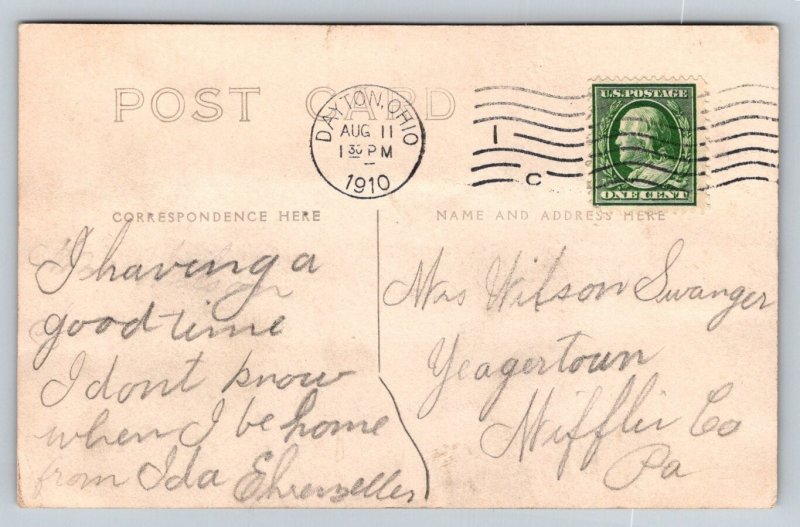 POST CARD
DAYTON, OHIO
AUG 11
1 30 PM
1910
1
C
U.S. POSTAGE
ONE CENT
CORRESPONDENCE HERE
NAME AND ADDRESS HERE
I having a
good time
I dont know
when I be home
from Ida
Mrs Wilson Swanger
Yeagertown
Mifflin Co
Pa